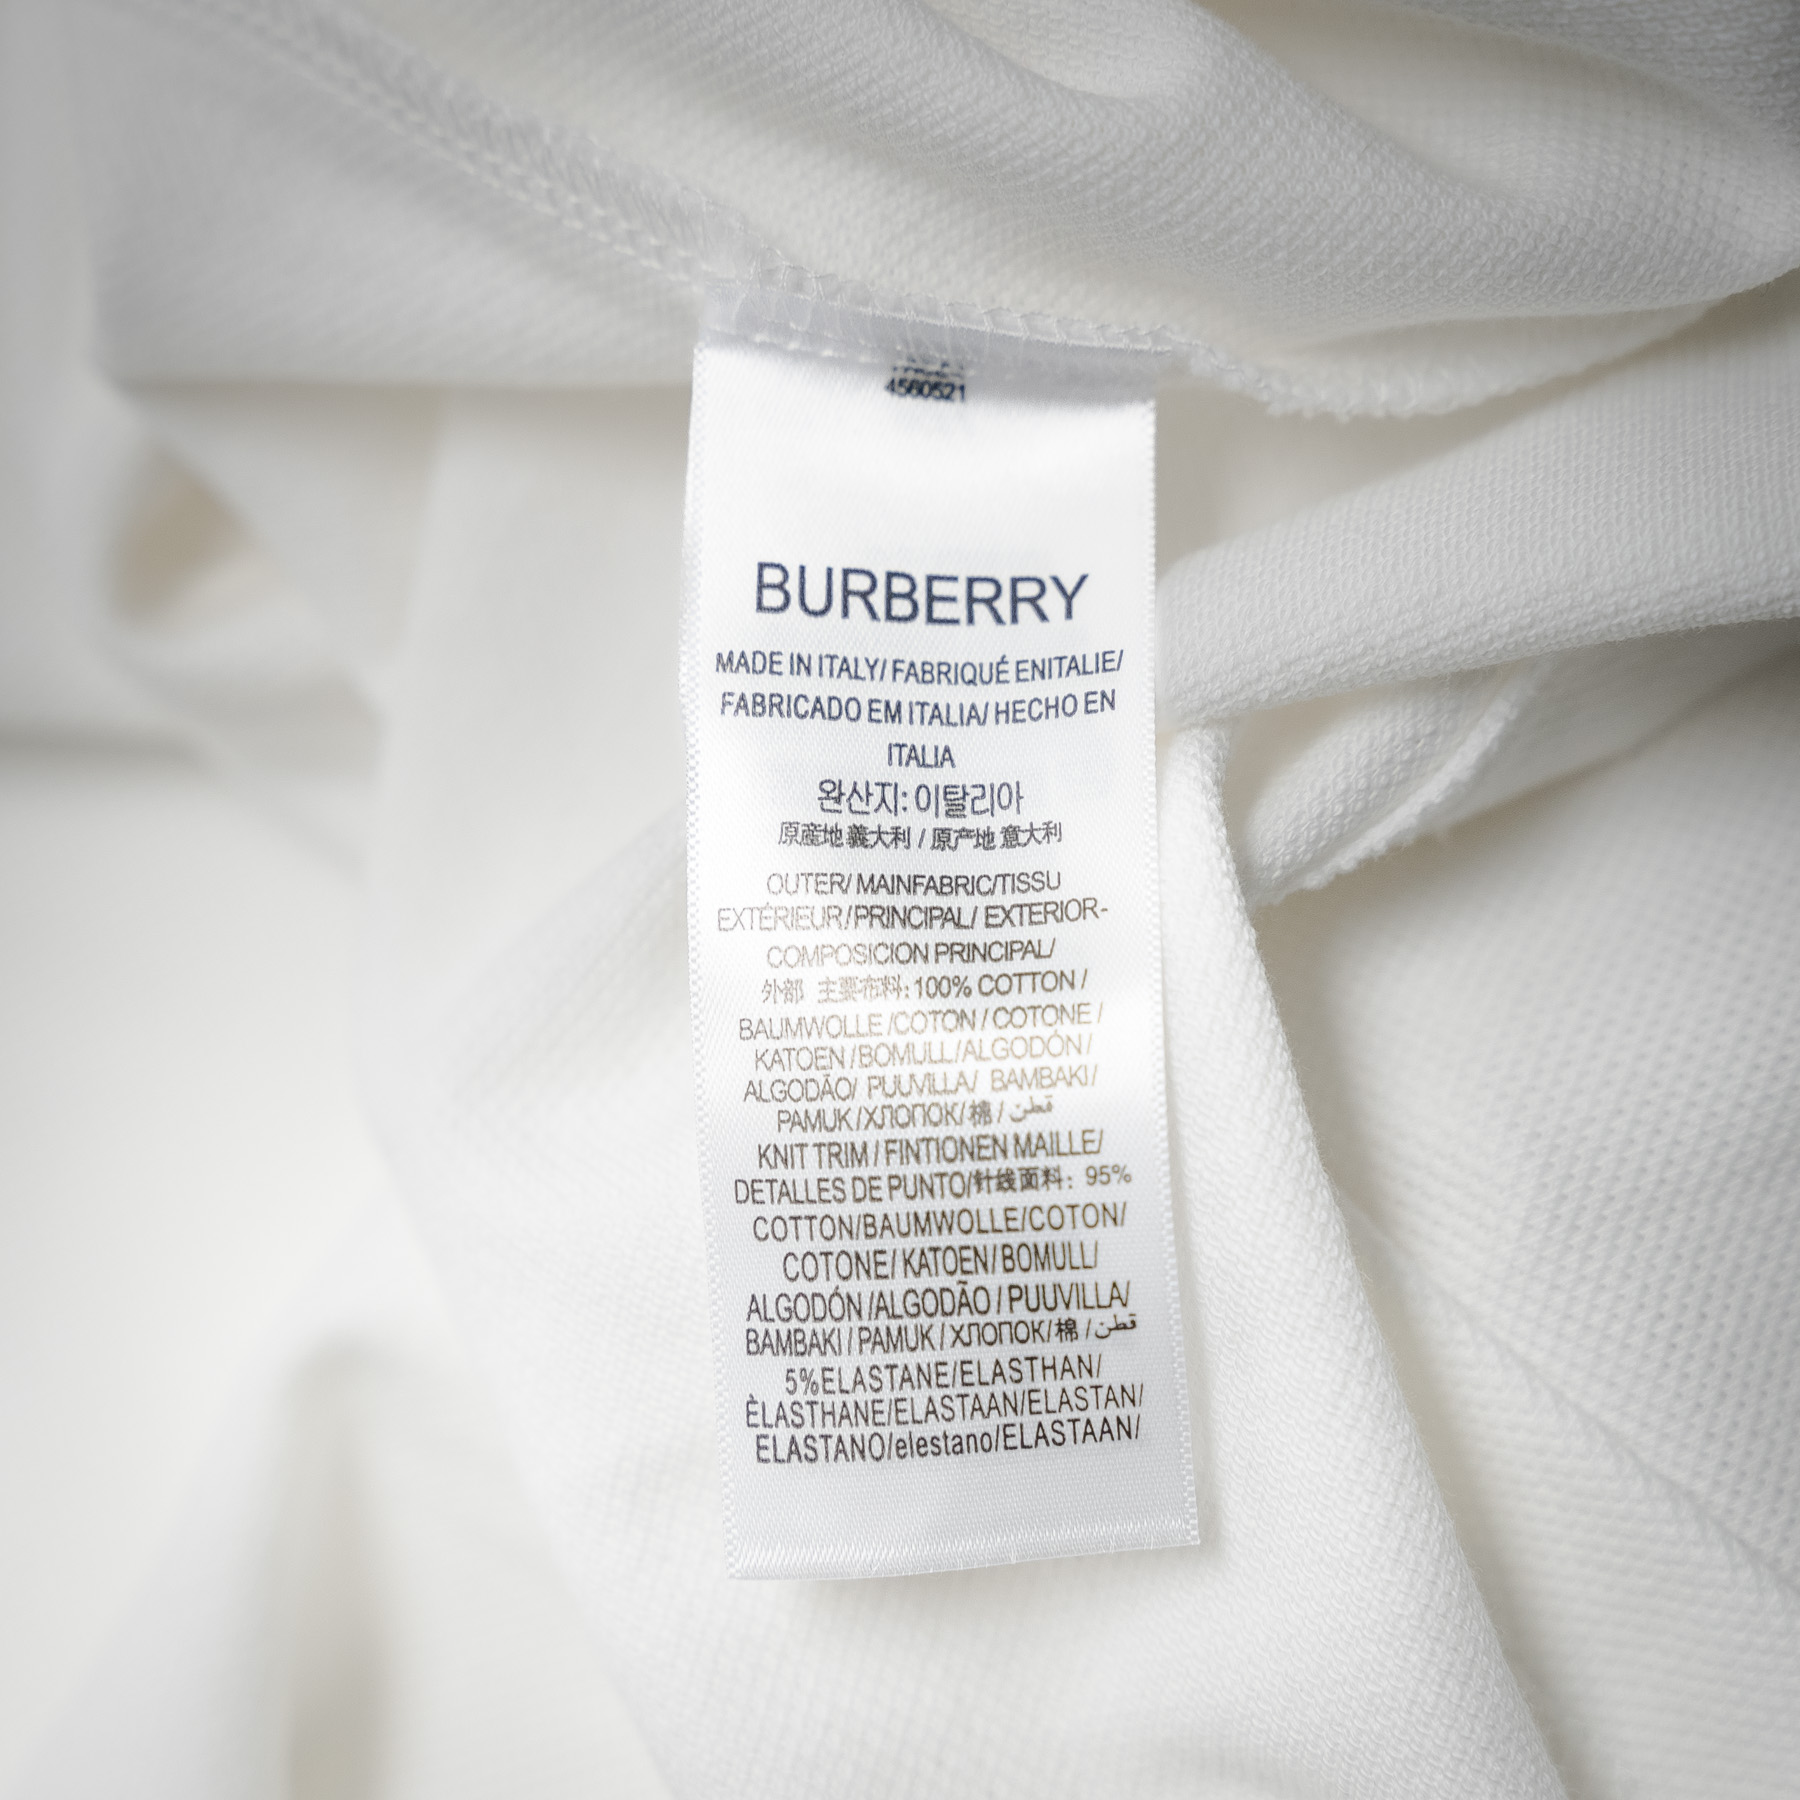 4560521
BURBERRY
MADE IN ITALY/ FABRIQUÉ ENITALIE/
FABRICADO EM ITALIA/ HECHO EN
ITALIA
완산지: 이탈리아
原産地 義大利 / 原产地 意大利
OUTER/ MAINFABRIC/TISSU
EXTÉRIEUR/PRINCIPAL/ EXTERIOR-
COMPOSICION PRINCIPAL/
外部 主要布料: 100% COTTON /
BAUMWOLLE /COTON / COTONE /
KATOEN /BOMULL/ALGODÓN/
ALGODÃO/ PUUVILLA/ BAMBAKI/
PAMUK /ХЛОПОК/ 棉 / قطن
KNIT TRIM / FINTIONEN MAILLE/
DETALLES DE PUNTO/针线面料: 95%
COTTON/BAUMWOLLE/COTON/
COTONE/ KATOEN/ BOMULL/
ALGODÓN /ALGODÃO / PUUVILLA/
BAMBAKI / PAMUK / ХЛОПОК/ 棉 / قطن
5%ELASTANE/ELASTHAN/
ÈLASTHANE/ELASTAAN/ELASTAN/
ELASTANO/elestano/ELASTAAN/